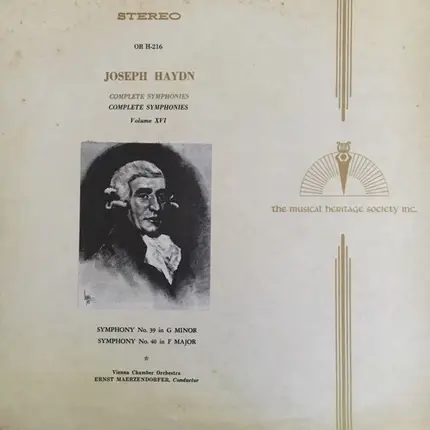 STEREO
OR H-216
JOSEPH HAYDN
COMPLETE SYMPHONIES
COMPLETE SYMPHONIES
Volume XVI
the musical heritage society inc.
SYMPHONY No. 39 in G MINOR
SYMPHONY No. 40 in F MAJOR
Vienna Chamber Orchestra
ERNST MAERZENDORFER, Conductor